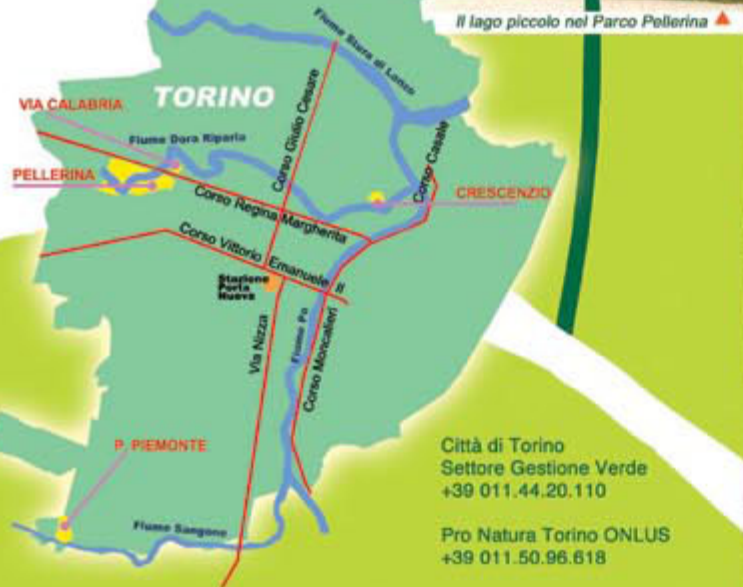 Il lago piccolo nel Parco Pellerina
Fiume Stura di Lanzo
TORINO
VIA CALABRIA
Fiume Dora Riparia
Corso Giulio Cesare
Corso Casale
PELLERINA
CRESCENZIO
Corso Regina Margherita
Corso Vittorio Emanuele II
Stazione
Porta
Nuova
Via Nizza
Fiume Po
Corso Moncalieri
P. PIEMONTE
Fiume Sangone
Città di Torino
Settore Gestione Verde
+39 011.44.20.110
Pro Natura Torino ONLUS
+39 011.50.96.618